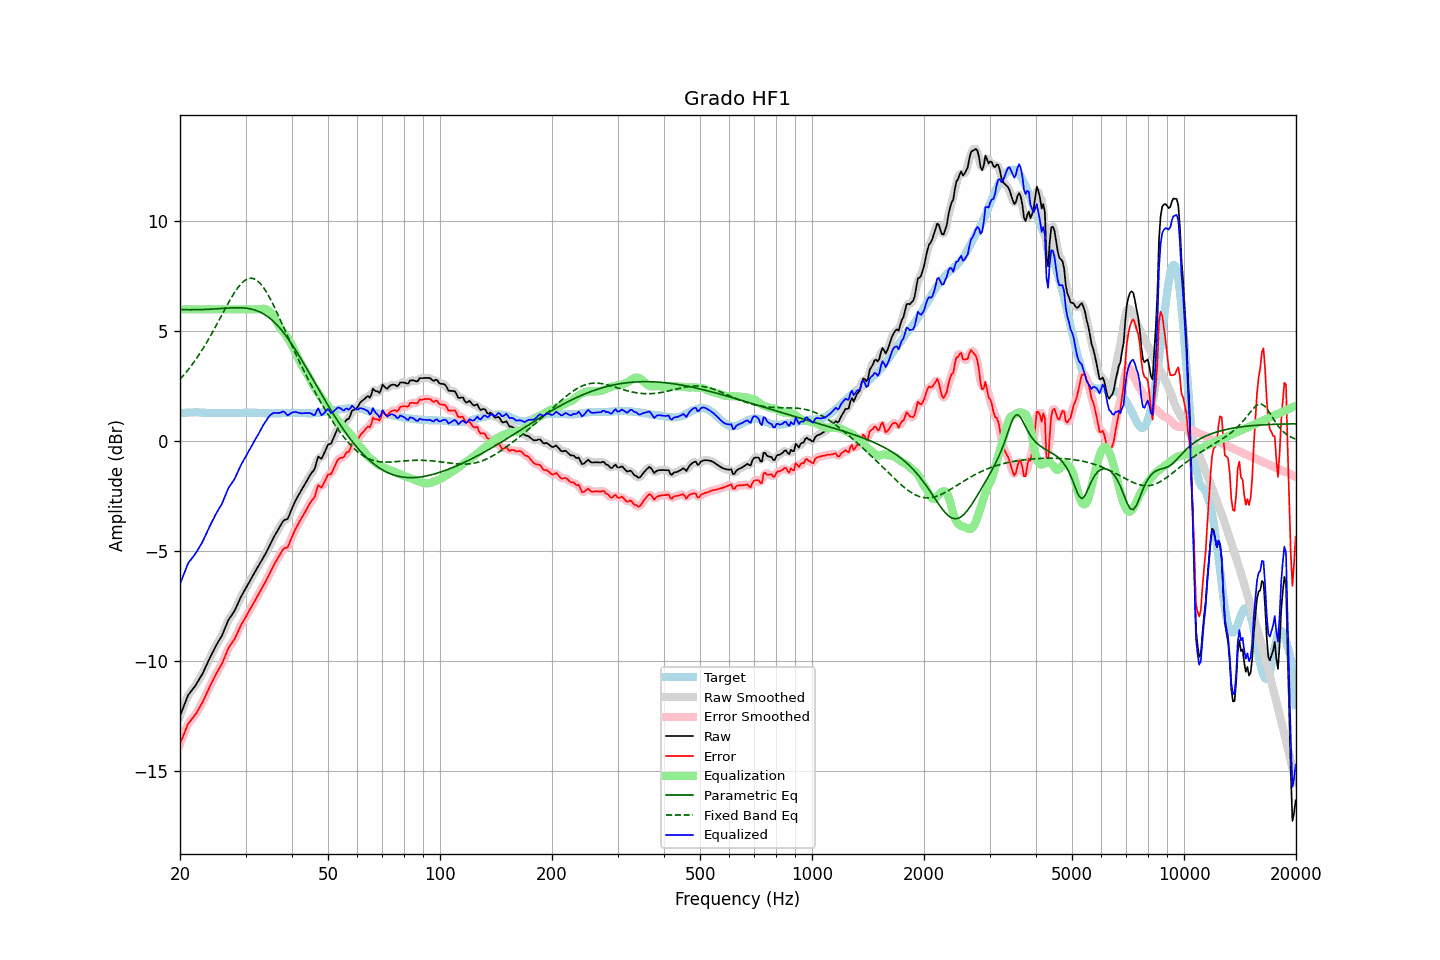 Grado HF1
Amplitude (dBr)
10
5
0
−5
−10
−15
Target
Raw Smoothed
Error Smoothed
Raw
Error
Equalization
Parametric Eq
Fixed Band Eq
Equalized
20 50 100 200 500 1000 2000 5000 10000 20000
Frequency (Hz)